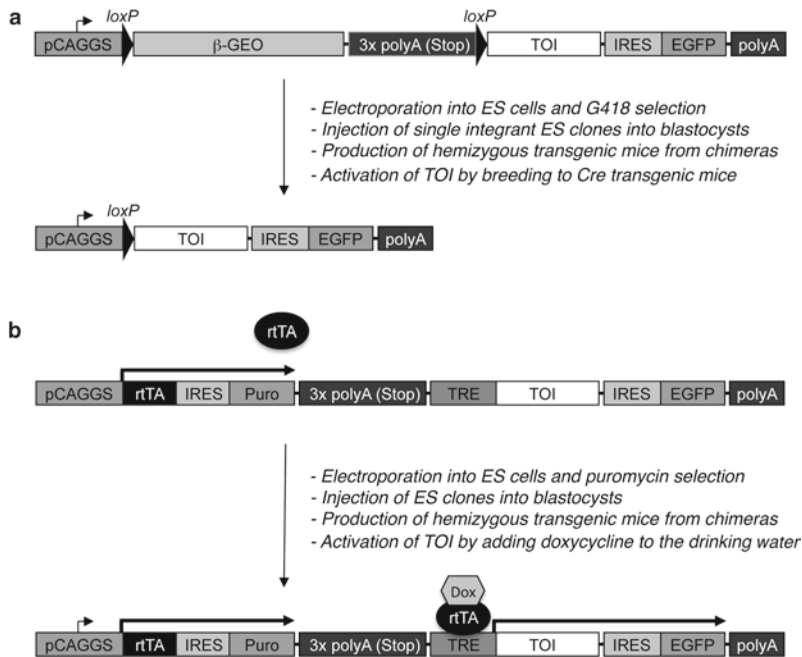 a
loxP loxP
pCAGGS β-GEO 3x polyA (Stop) TOI IRES EGFP polyA
- Electroporation into ES cells and G418 selection
- Injection of single integrant ES clones into blastocysts
- Production of hemizygous transgenic mice from chimeras
- Activation of TOI by breeding to Cre transgenic mice
loxP
pCAGGS TOI IRES EGFP polyA
b
rtTA
pCAGGS rtTA IRES Puro 3x polyA (Stop) TRE TOI IRES EGFP polyA
- Electroporation into ES cells and puromycin selection
- Injection of ES clones into blastocysts
- Production of hemizygous transgenic mice from chimeras
- Activation of TOI by adding doxycycline to the drinking water
Dox
rtTA
pCAGGS rtTA IRES Puro 3x polyA (Stop) TRE TOI IRES EGFP polyA